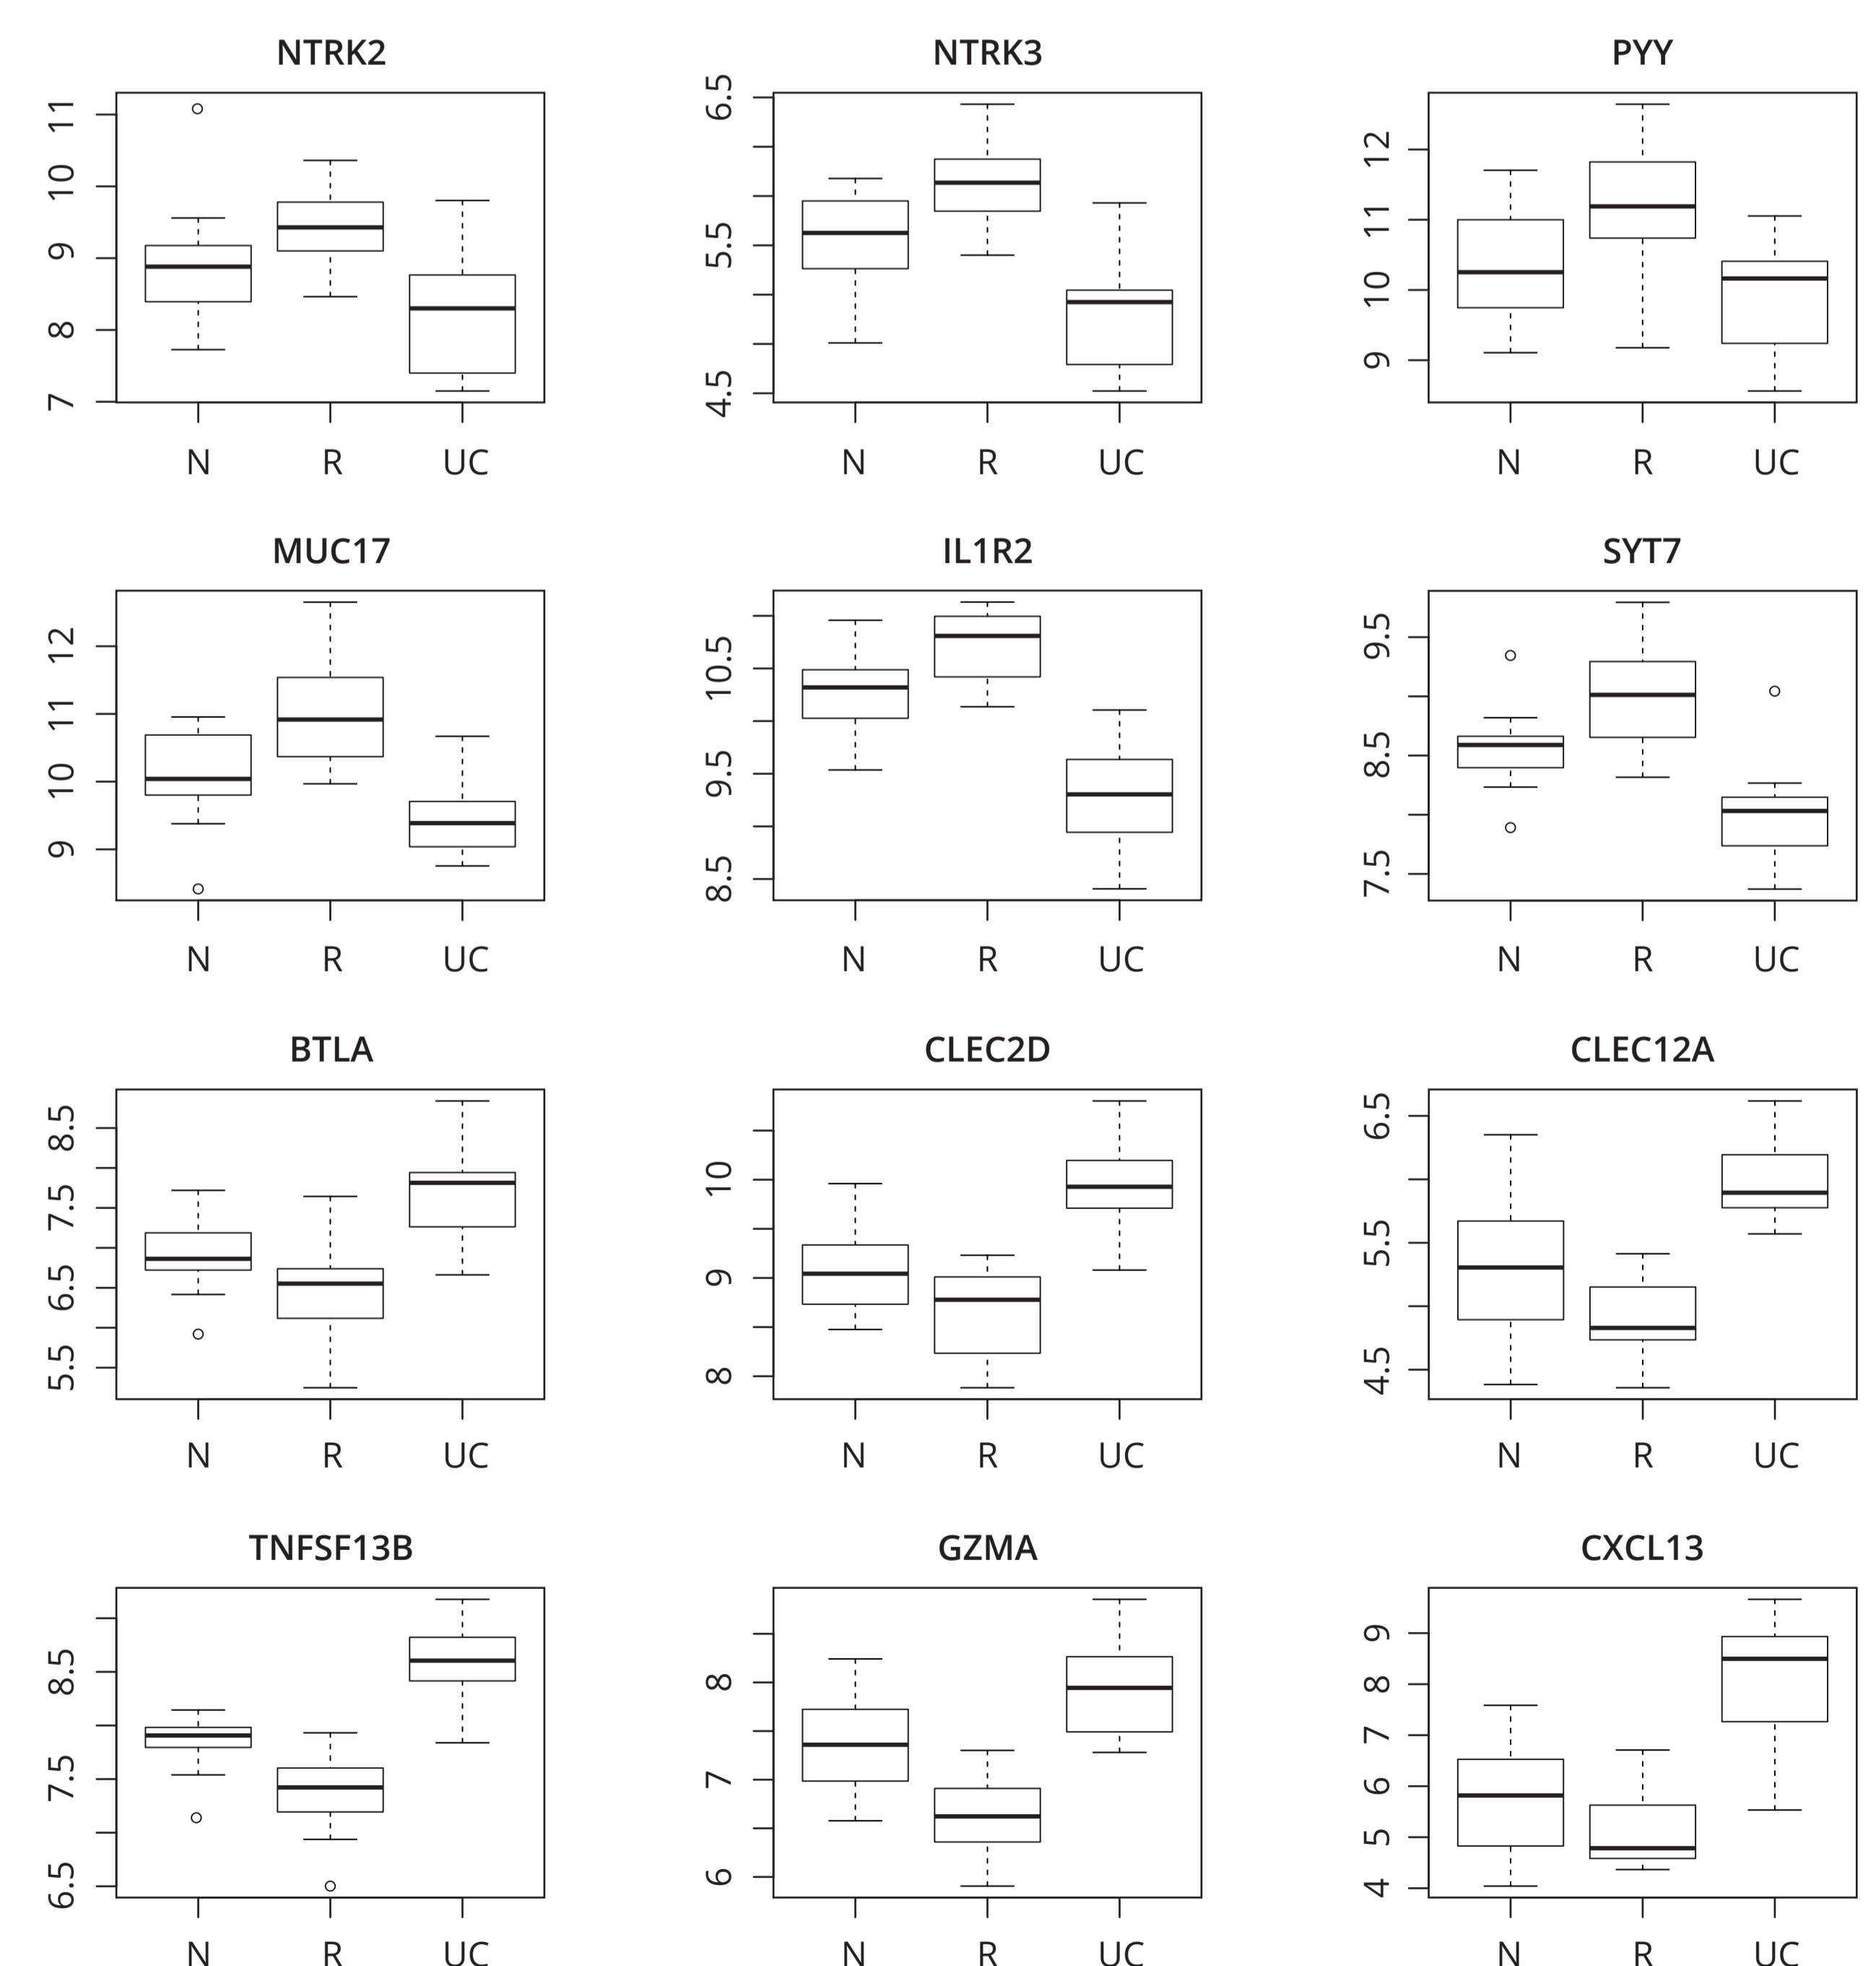 NTRK2 NTRK3 PYY
11 10 9 8 7
6.5 5.5 4.5
12 11 10 9
N R UC N R UC N R UC
MUC17 IL1R2 SYT7
12 11 10 9
10.5 9.5 8.5
9.5 8.5 7.5
N R UC N R UC N R UC
BTLA CLEC2D CLEC12A
8.5 7.5 6.5 5.5
10 9 8
6.5 5.5 4.5
N R UC N R UC N R UC
TNFSF13B GZMA CXCL13
8.5 7.5 6.5
8 7 6
9 8 7 6 5 4
N R UC N R UC N R UC